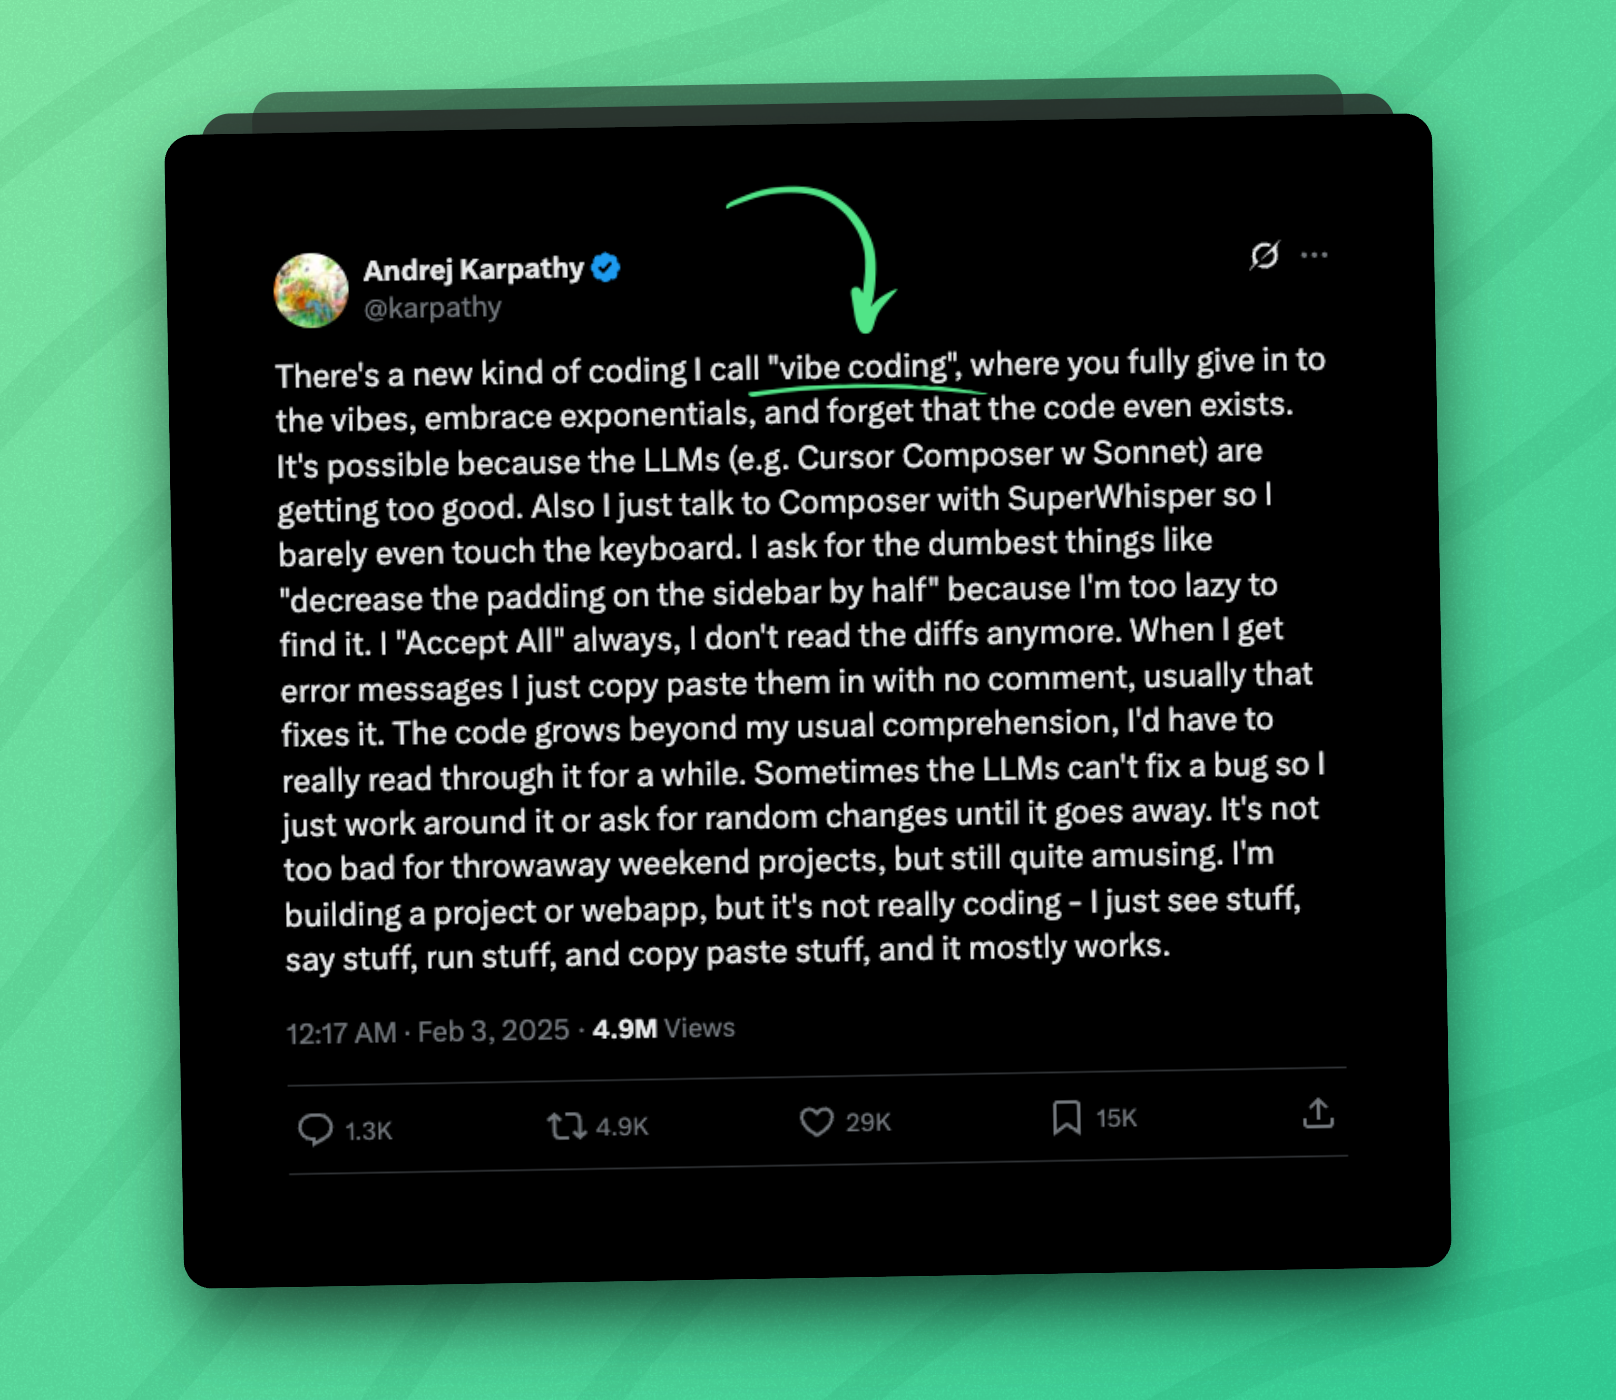 Andrej Karpathy
@karpathy
There's a new kind of coding I call "vibe coding", where you fully give in to
the vibes, embrace exponentials, and forget that the code even exists.
It's possible because the LLMs (e.g. Cursor Composer w Sonnet) are
getting too good. Also I just talk to Composer with SuperWhisper so I
barely even touch the keyboard. I ask for the dumbest things like
"decrease the padding on the sidebar by half" because I'm too lazy to
find it. I "Accept All" always, I don't read the diffs anymore. When I get
error messages I just copy paste them in with no comment, usually that
fixes it. The code grows beyond my usual comprehension, I'd have to
really read through it for a while. Sometimes the LLMs can't fix a bug so I
just work around it or ask for random changes until it goes away. It's not
too bad for throwaway weekend projects, but still quite amusing. I'm
building a project or webapp, but it's not really coding - I just see stuff,
say stuff, run stuff, and copy paste stuff, and it mostly works.
12:17 AM · Feb 3, 2025 · 4.9M Views
1.3K 4.9K 29K 15K